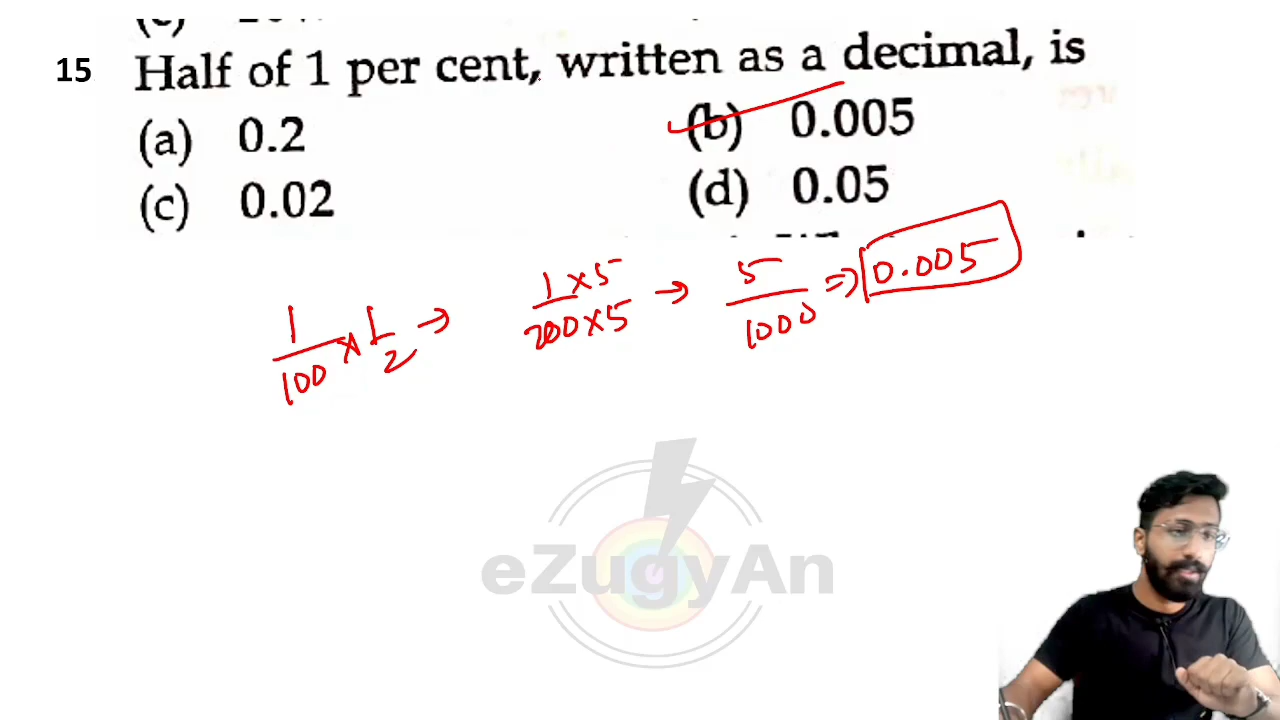 15 Half of 1 per cent, written as a decimal, is
(a) 0.2 (b) 0.005
(c) 0.02 (d) 0.05
1/100 × 1/2 → 1×5/200×5 → 5/1000 ⇒ 0.005
eZugyAn